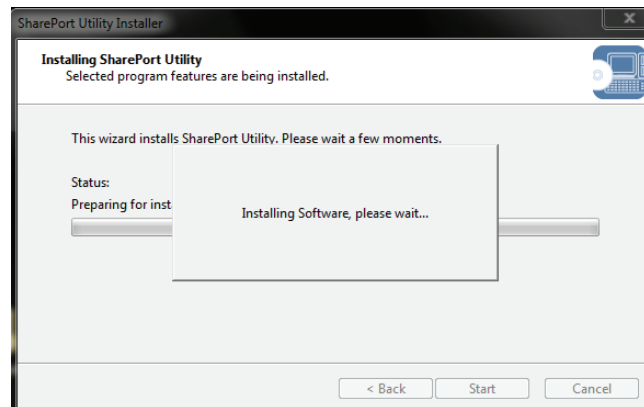 SharePort Utility Installer
Installing SharePort Utility
Selected program features are being installed.
This wizard installs SharePort Utility. Please wait a few moments.
Status:
Preparing for inst
Installing Software, please wait...
< Back
Start
Cancel